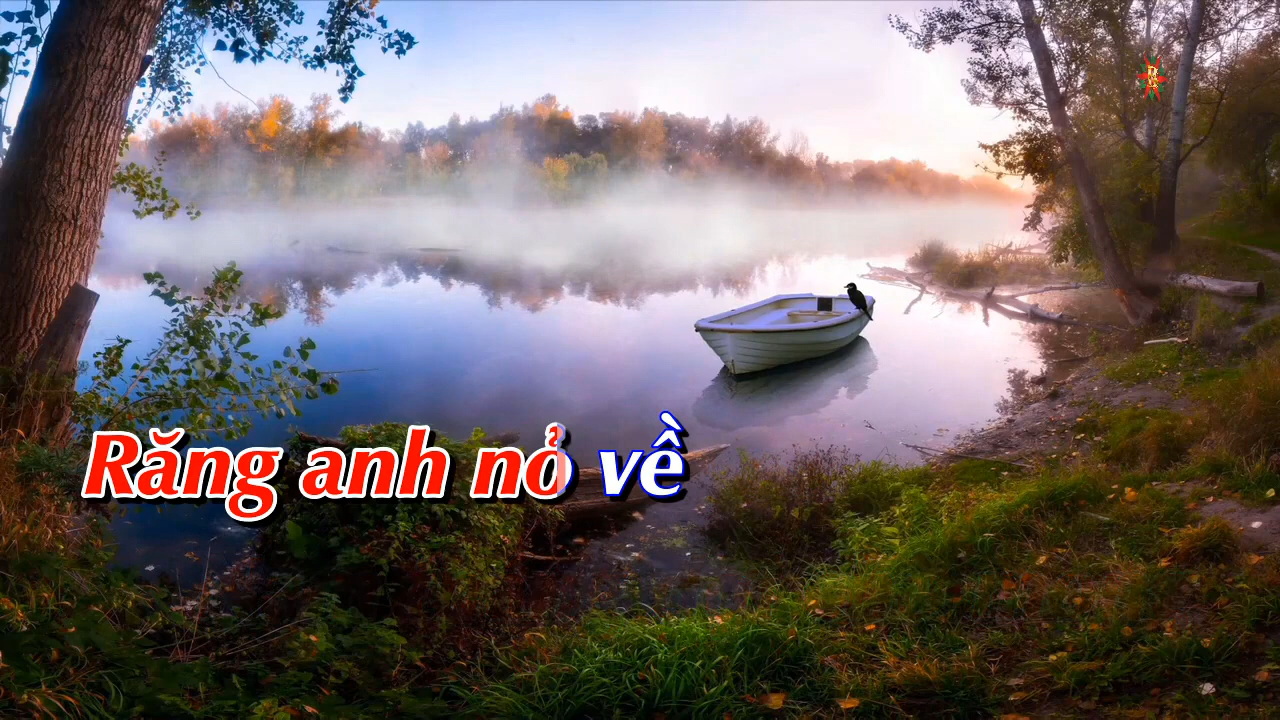 Răng anh nỏ về